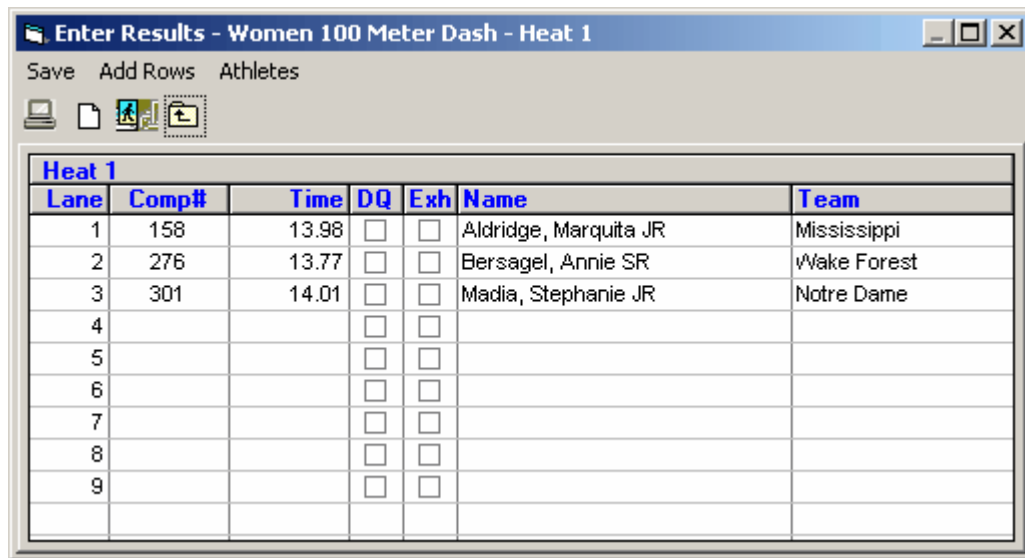 Enter Results - Women 100 Meter Dash - Heat 1
Save Add Rows Athletes
Heat 1
Lane Comp# Time DQ Exh Name Team
1 158 13.98 Aldridge, Marquita JR Mississippi
2 276 13.77 Bersagel, Annie SR Wake Forest
3 301 14.01 Madia, Stephanie JR Notre Dame
4
5
6
7
8
9